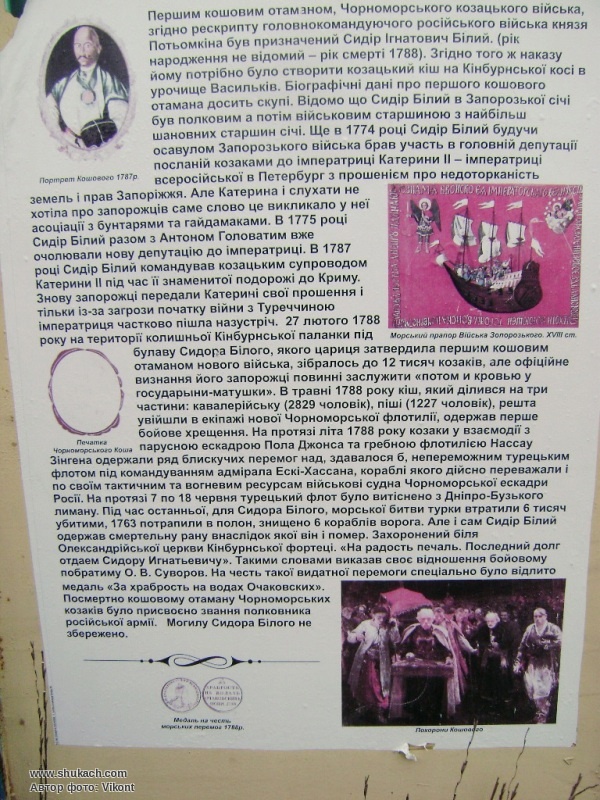 Першим кошовим отаманом, Чорноморського козацького війська,
згідно рескрипту головнокомандуючого російського війська князя
Потьомкіна був призначений Сидір Ігнатович Білий. (рік
народження не відомий – рік смерті 1788). Згідно того ж наказу
йому потрібно було створити козацький кіш на Кінбурнської косі в
урочище Васильків. Біографічні дані про першого кошового
отамана досить скупі. Відомо що Сидір Білий в Запорозької січі
був полковим а потім військовим старшиною з найбільш
шановних старшин січі. Ще в 1774 році Сидір Білий будучи
осавулом Запорозького війська брав участь в головній депутації
посланій козаками до імператриці Катерини II – імператриці
всеросійської в Петербург з прошенієм про недоторканість
Портрет Кошового 1787р.
земель і прав Запоріжжя. Але Катерина і слухати не
хотіла про запорожців саме слово це викликало у неї
асоціації з бунтарями та гайдамаками. В 1775 році
Сидір Білий разом з Антоном Головатим вже
очолювали нову депутацію до імператриці. В 1787
році Сидір Білий командував козацьким супроводом
Катерини II під час її знаменитої подорожі до Криму.
Знову запорожці передали Катеричі свої прошення і
тільки із-за загрози початку війни з Туреччиною
імператриця частково пішла назустріч. 27 лютого 1788
року на території колишньої Кінбурнської паланки під
Морський прапор Війська Золорозького. XVIII ст.
булаву Сидора Білого, якого цариця затвердила першим кошовим
отаманом нового війська, зібралось до 12 тисяч козаків, але офіційне
визнання його запорожці повинні заслужити «потом и кровью у
государыни-матушки». В травні 1788 року кіш, який ділився на три
частини: кавалерійську (2829 чоловік), піші (1227 чоловік), решта
увійшли в екіпажі нової Чорноморської флотилії, одержав перше
бойове хрещення. На протязі літа 1788 року козаки у взаємодії з
парусною ескадрою Пола Джонса та гребною флотилією Нассау
Печатка
Чорноморського Коша
Зінгена одержали ряд блискучих перемог над, здавалося б, непереможним турецьким
флотом під командуванням адмірала Ескі-Хассана, кораблі якого дійсно переважали і
по своїм тактичним та вогневим ресурсам військові судна Чорноморської ескадри
Росії. На протязі 7 по 18 червня турецький флот було витіснено з Дніпро-Бузького
лиману. Під час останньої, для Сидора Білого, морської битви турки втратили 6 тисяч
убитими, 1763 потрапили в полон, знищено 6 кораблів ворога. Але і сам Сидір Білий
одержав смертельну рану внаслідок якої він і помер. Захоронений біля
Олександрійської церкви Кінбурнської фортеці. «На радость печаль. Последний долг
отдаем Сидору Игнатьевичу». Такими словами виказав своє відношення бойовому
побратиму О. В. Суворов. На честь такої видатної перемоги спеціально було відлито
медаль «За храбрость на водах Очаковских».
Посмертно кошовому отаману Чорноморських
козаків було присвоєно звання полковника
російської армії. Могилу Сидора Білого не
збережено.
Медаль на честь
морських перемог 1788р.
Похорони Кошового
www.shukach.com
Автор фото: Vikont